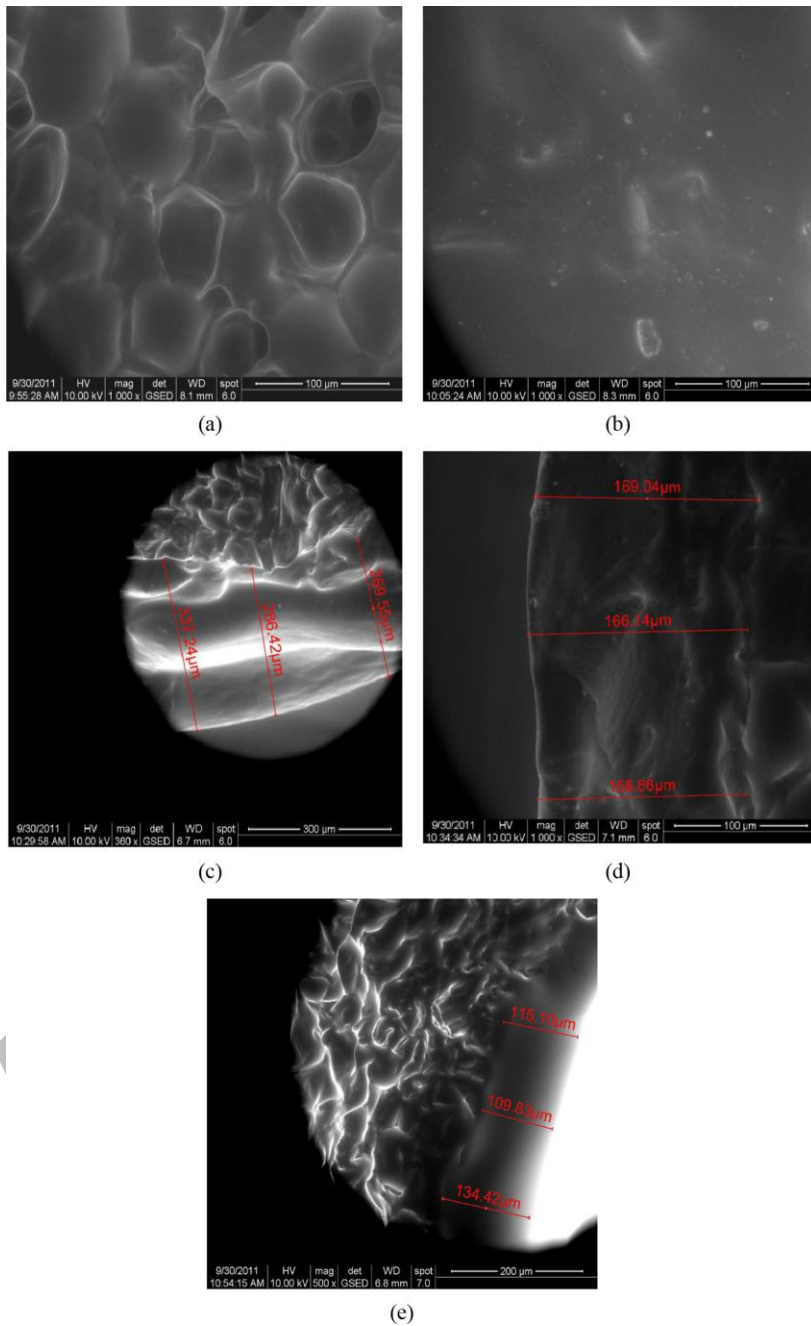 9/30/2011 HV mag det WD spot 100 µm
9:55:28 AM 10.00 kV 1 000 x GSED 8.1 mm 6.0
(a)
9/30/2011 HV mag det WD spot 100 µm
10:05:24 AM 10.00 kV 1 000 x GSED 8.3 mm 6.0
(b)
337.24µm
286.42µm
269.55µm
9/30/2011 HV mag det WD spot 300 µm
10:29:58 AM 10.00 kV 360 x GSED 6.7 mm 6.0
(c)
169.04µm
166.14µm
158.86µm
9/30/2011 HV mag det WD spot 100 µm
10:34:34 AM 10.00 kV 1 000 x GSED 7.1 mm 6.0
(d)
115.16µm
109.83µm
134.42µm
9/30/2011 HV mag det WD spot 200 µm
10:54:15 AM 10.00 kV 500 x GSED 6.8 mm 7.0
(e)